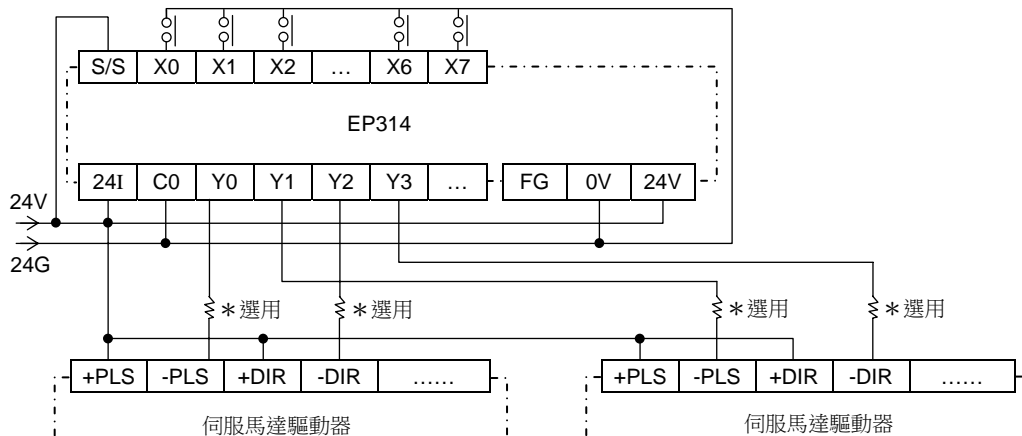 S/S X0 X1 X2 … X6 X7
EP314
24I C0 Y0 Y1 Y2 Y3 … FG 0V 24V
24V
24G
＊選用 ＊選用 ＊選用 ＊選用
+PLS -PLS +DIR -DIR …… +PLS -PLS +DIR -DIR ……
伺服馬達驅動器 伺服馬達驅動器